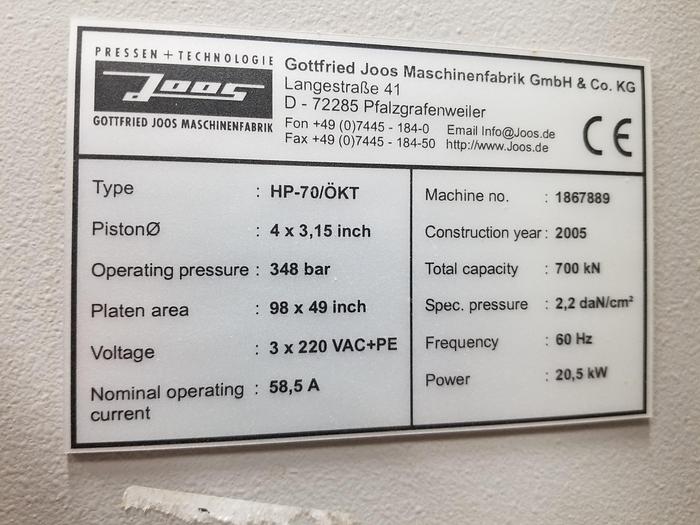 PRESSEN + TECHNOLOGIE
Joos
GOTTFRIED JOOS MASCHINENFABRIK
Gottfried Joos Maschinenfabrik GmbH & Co. KG
Langestraße 41
D - 72285 Pfalzgrafenweiler
Fon +49 (0)7445 - 184-0 Email Info@Joos.de
Fax +49 (0)7445 - 184-50 http://www.Joos.de
CE
Type : HP-70/ÖKT
PistonØ : 4 x 3,15 inch
Operating pressure : 348 bar
Platen area : 98 x 49 inch
Voltage : 3 x 220 VAC+PE
Nominal operating : 58,5 A
current
Machine no. : 1867889
Construction year : 2005
Total capacity : 700 kN
Spec. pressure : 2,2 daN/cm²
Frequency : 60 Hz
Power : 20,5 kW